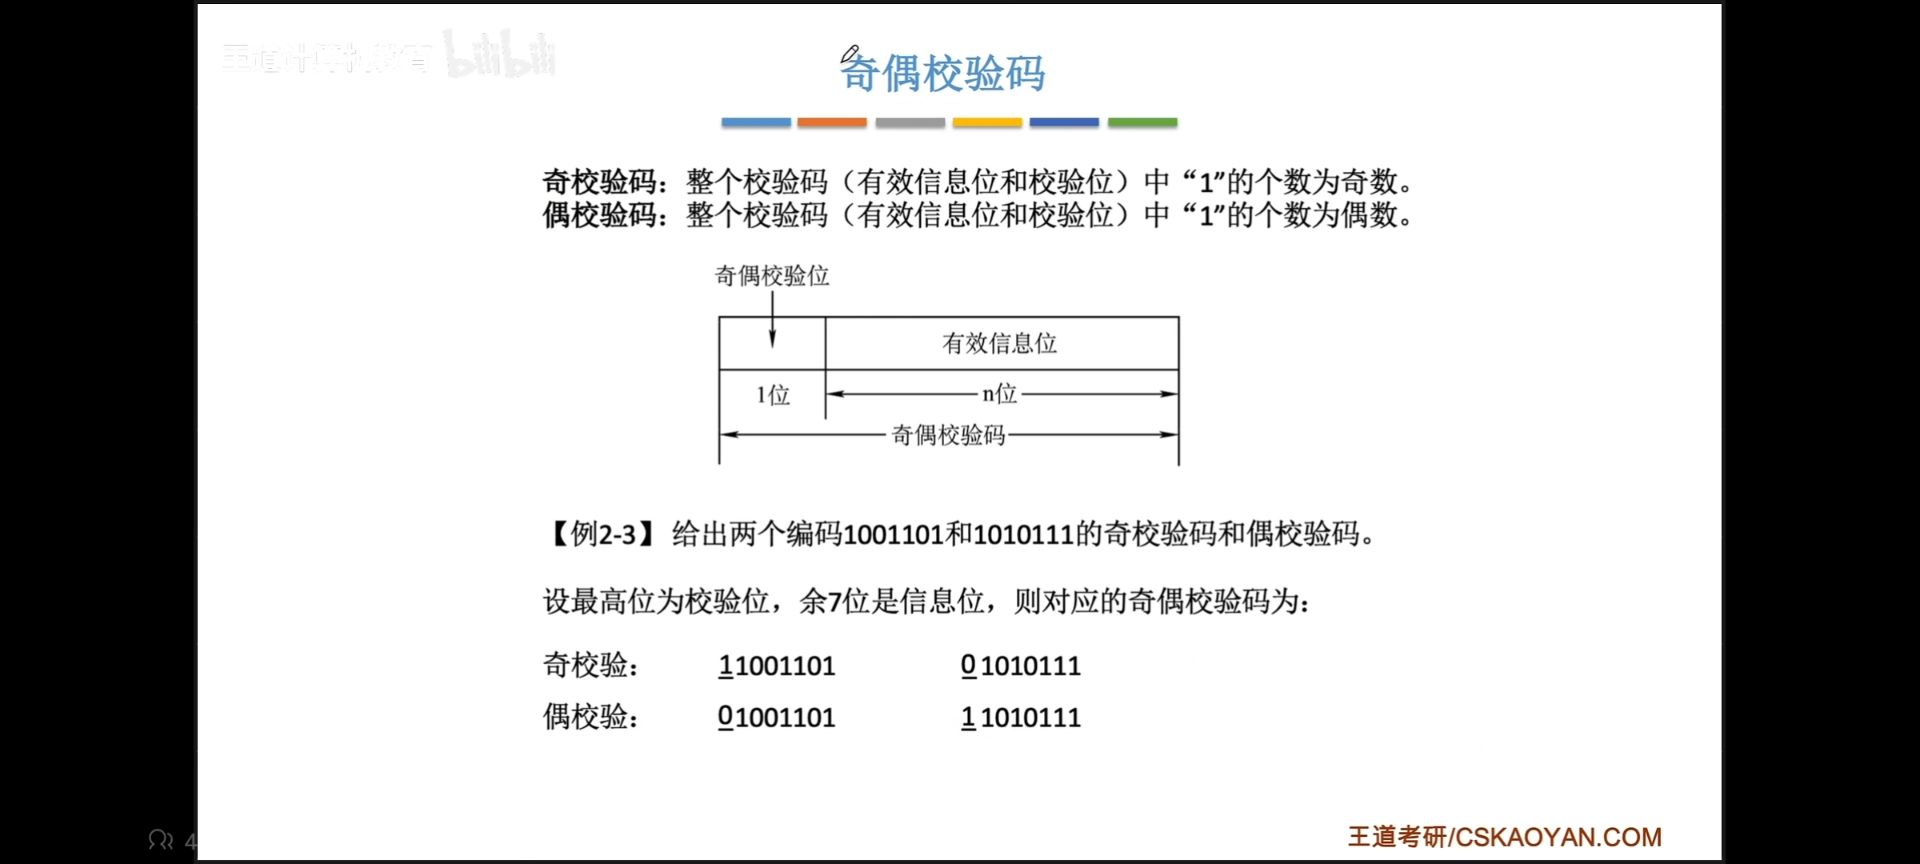 王道计算机教育 bilibili
奇偶校验码
奇校验码：整个校验码（有效信息位和校验位）中“1”的个数为奇数。
偶校验码：整个校验码（有效信息位和校验位）中“1”的个数为偶数。
奇偶校验位
有效信息位
1位
n位
奇偶校验码
【例2-3】 给出两个编码1001101和1010111的奇校验码和偶校验码。
设最高位为校验位，余7位是信息位，则对应的奇偶校验码为：
奇校验： 11001101 01010111
偶校验： 01001101 11010111
王道考研/CSKAOYAN.COM
4